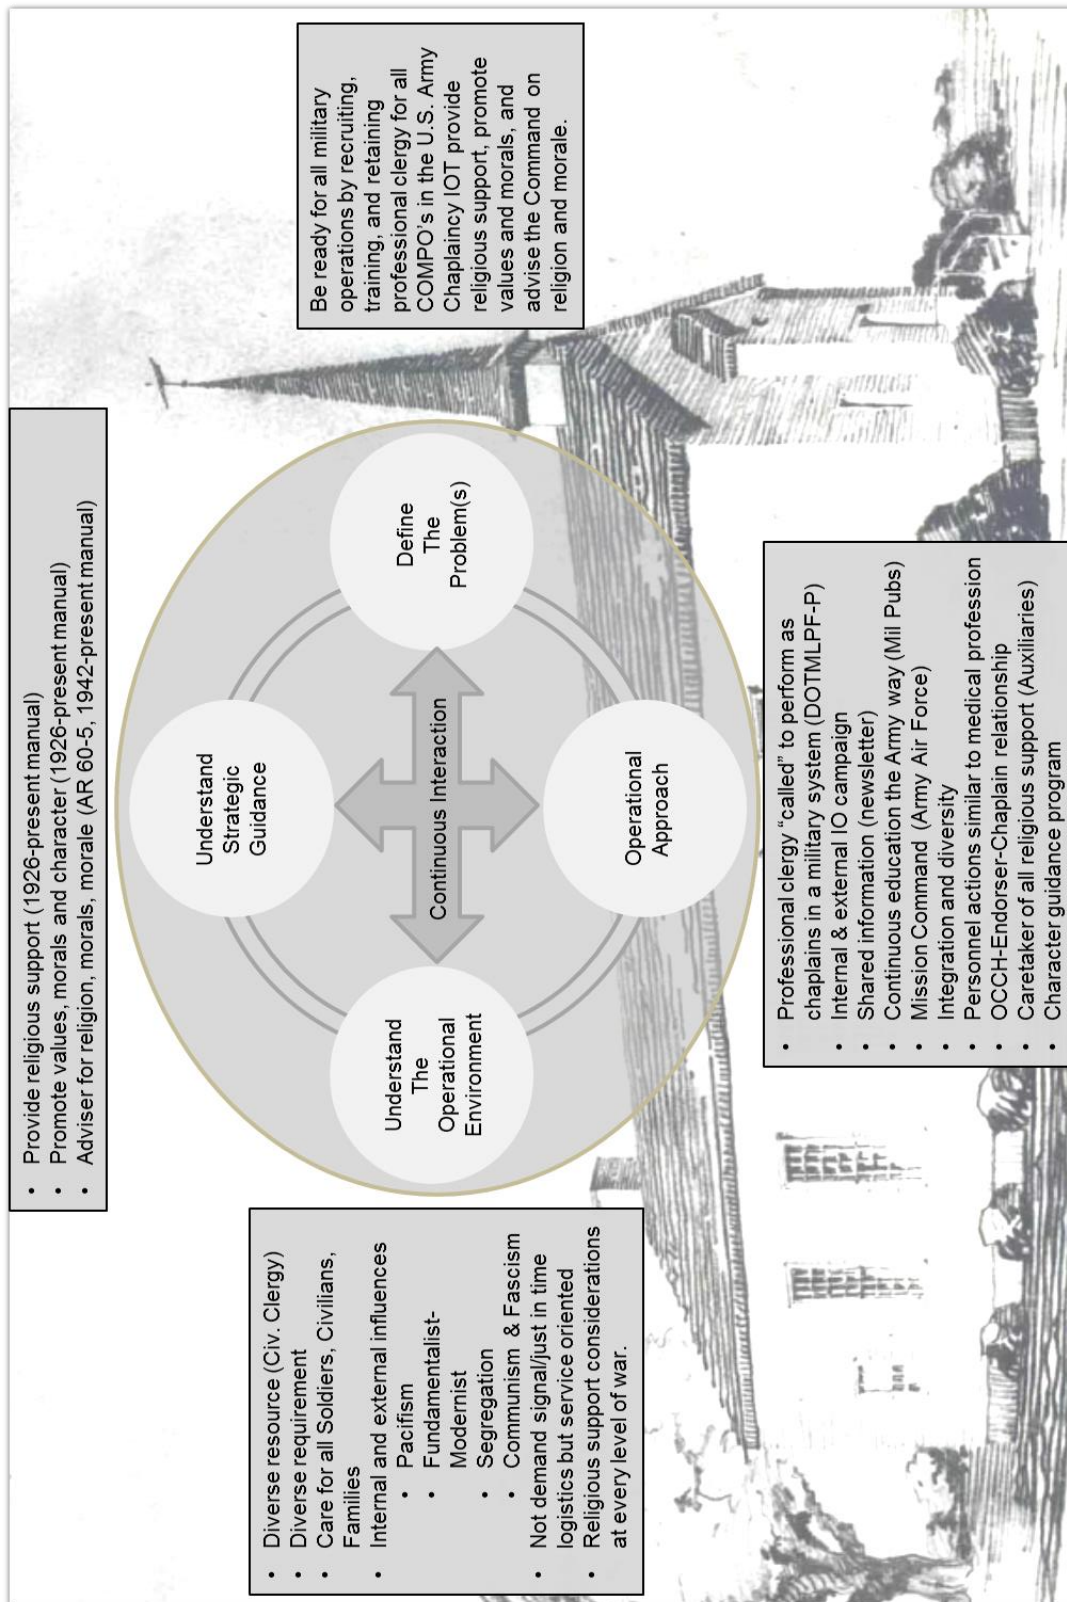 • Provide religious support (1926-present manual)
• Promote values, morals and character (1926-present manual)
• Adviser for religion, morals, morale (AR 60-5, 1942-present manual)
Understand
Strategic
Guidance
• Diverse resource (Civ. Clergy)
• Diverse requirement
• Care for all Soldiers, Civilians,
Families
• Internal and external influences
• Pacifism
• Fundamentalist-
Modernist
• Segregation
• Communism & Fascism
• Not demand signal/just in time
logistics but service oriented
• Religious support considerations
at every level of war.
Understand
The
Operational
Environment
Continuous Interaction
Define
The
Problem(s)
Be ready for all military
operations by recruiting,
training, and retaining
professional clergy for all
COMPO's in the U.S. Army
Chaplaincy IOT provide
religious support, promote
values and morals, and
advise the Command on
religion and morale.
Operational
Approach
• Professional clergy “called” to perform as
chaplains in a military system (DOTMLPF-P)
• Internal & external IO campaign
• Shared information (newsletter)
• Continuous education the Army way (Mil Pubs)
• Mission Command (Army Air Force)
• Integration and diversity
• Personnel actions similar to medical profession
• OCCH-Endorser-Chaplain relationship
• Caretaker of all religious support (Auxiliaries)
• Character guidance program